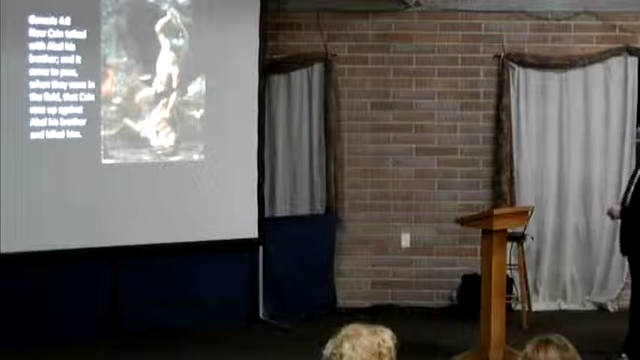 Genesis 4:8
Now Cain talked
with Abel his
brother; and it
came to pass,
when they were in
the field, that Cain
rose up against
Abel his brother
and killed him.